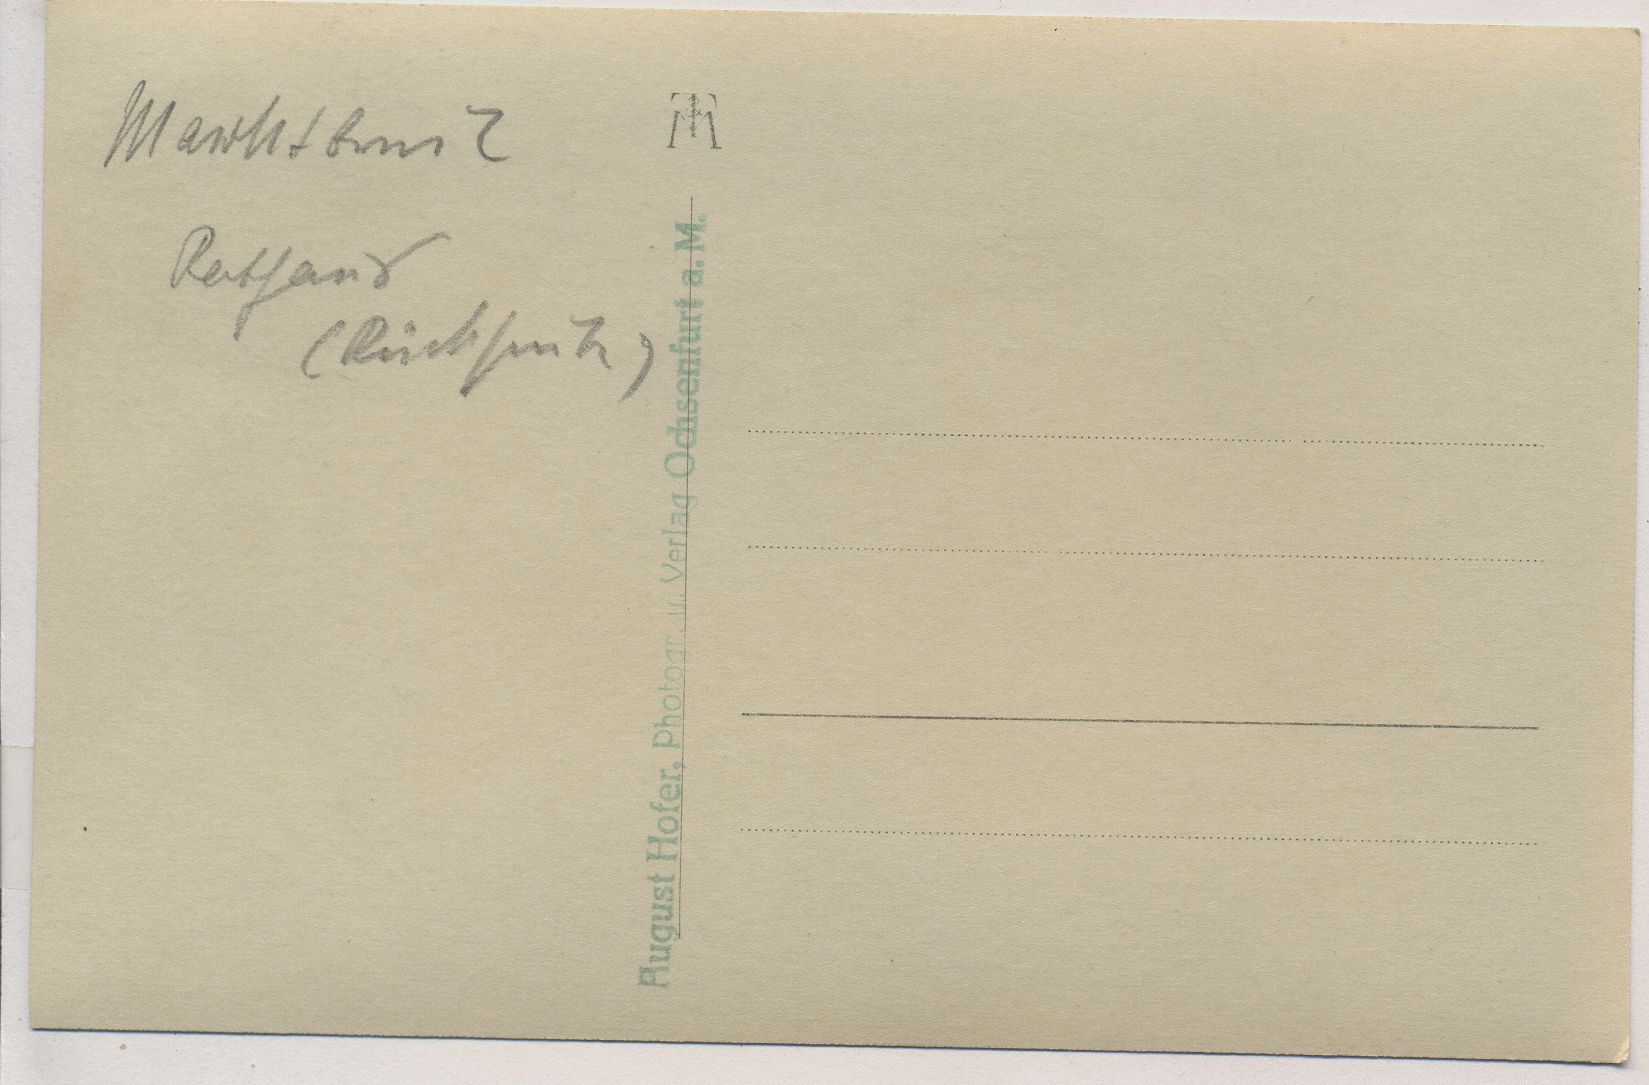 Marktbreit
Rathaus
(Rückseite)
August Hofer, Photogr. u. Verlag Ochsenfurt a. M.